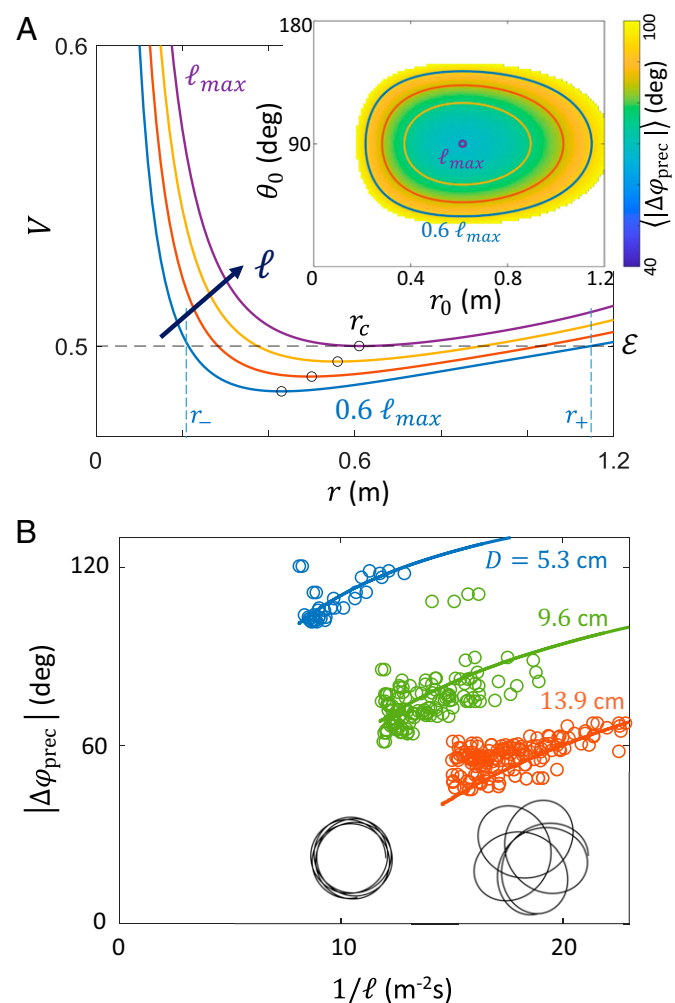 A
0.6
V
0.5
0
0.6
1.2
r (m)
ℓmax
ℓ
rc
0.6 ℓmax
r−
r+
ℰ
180
90
0
0.4
0.8
1.2
θ0 (deg)
r0 (m)
ℓmax
0.6 ℓmax
100
40
⟨|Δφprec|⟩ (deg)
B
120
60
0
|Δφprec| (deg)
D = 5.3 cm
9.6 cm
13.9 cm
0
10
20
1/ℓ (m-2s)